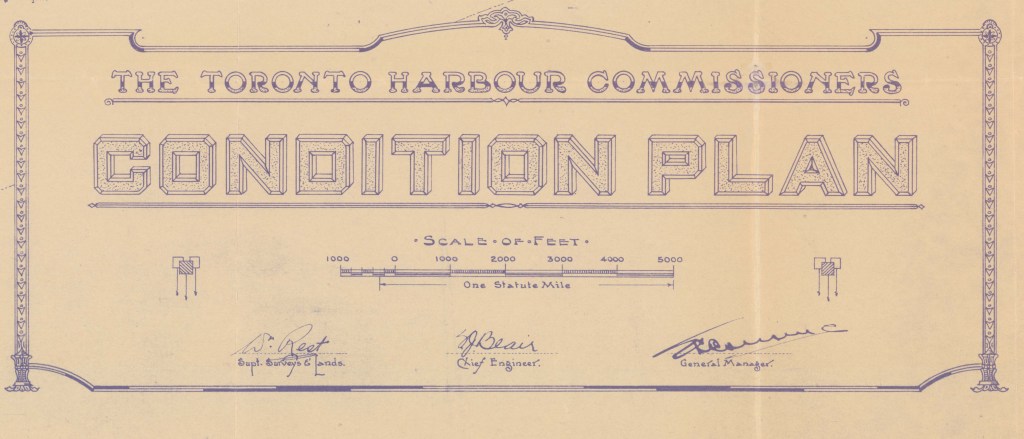 THE TORONTO HARBOUR COMMISSIONERS
CONDITION PLAN
· SCALE · OF · FEET ·
1000 0 1000 2000 3000 4000 5000
One Statute Mile
Supt. Surveys & Lands.
J Blair
Chief Engineer.
General Manager.